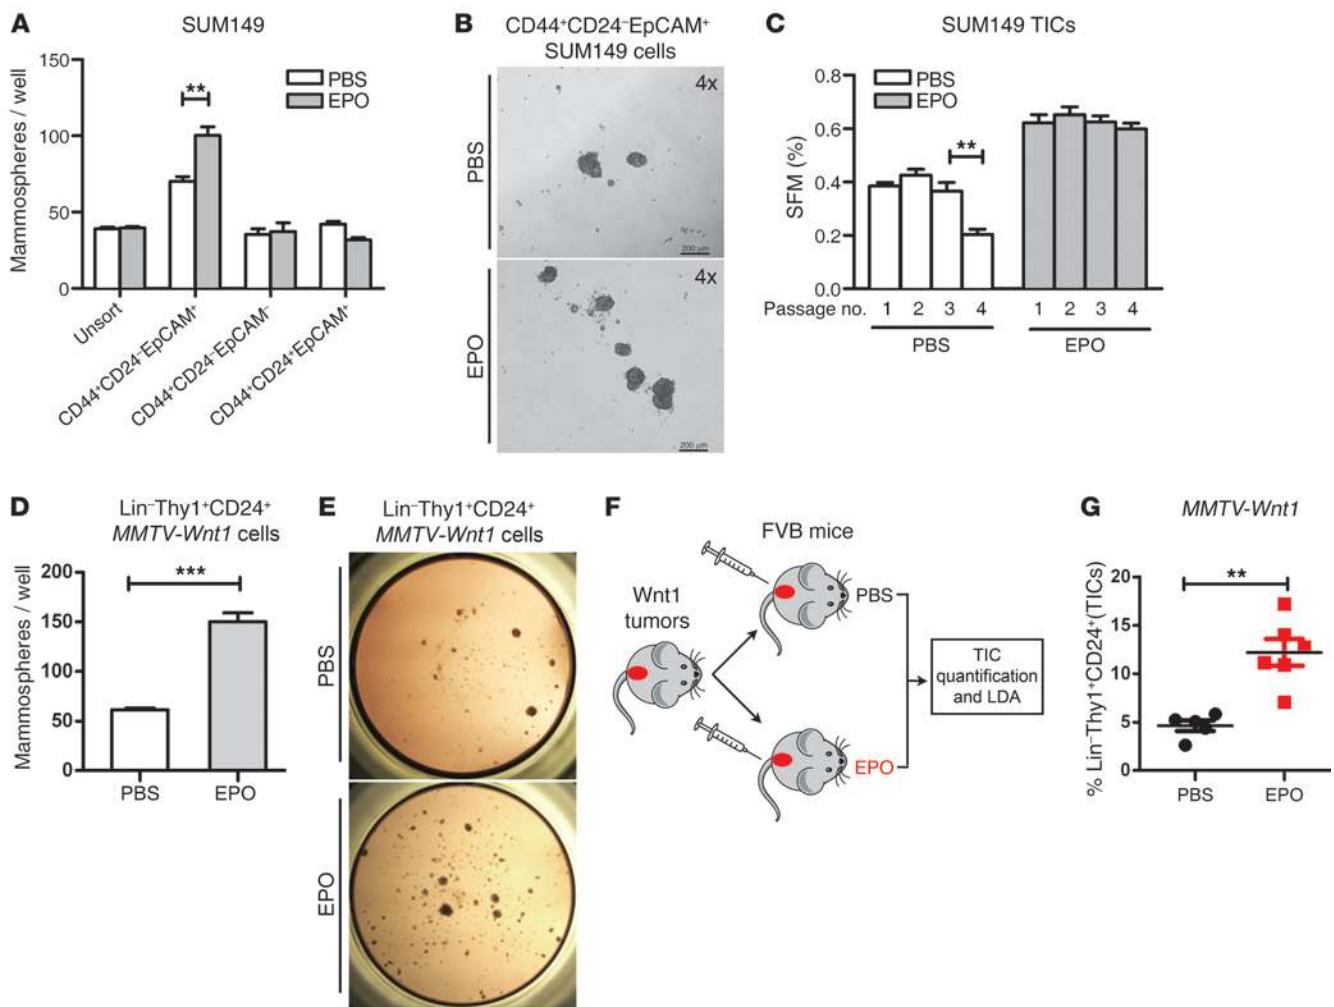 A
SUM149
Mammospheres / well
150
100
50
0
PBS
EPO
**
Unsort
CD44⁺CD24⁻EpCAM⁺
CD44⁺CD24⁻EpCAM⁻
CD44⁺CD24⁺EpCAM⁺
B
CD44⁺CD24⁻EpCAM⁺
SUM149 cells
PBS
4x
200 µm
EPO
4x
200 µm
C
SUM149 TICs
SFM (%)
0.8
0.6
0.4
0.2
0.0
PBS
EPO
**
Passage no. 1 2 3 4 1 2 3 4
PBS EPO
D
Lin⁻Thy1⁺CD24⁺
MMTV-Wnt1 cells
Mammospheres / well
200
150
100
50
0
***
PBS EPO
E
Lin⁻Thy1⁺CD24⁺
MMTV-Wnt1 cells
PBS
EPO
F
FVB mice
Wnt1
tumors
PBS
EPO
TIC
quantification
and LDA
G
MMTV-Wnt1
% Lin⁻Thy1⁺CD24⁺(TICs)
20
15
10
5
0
**
PBS EPO